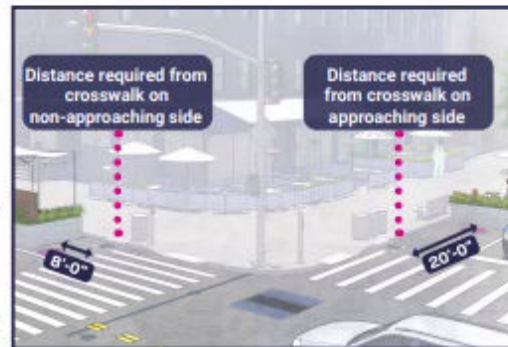 Distance required from
crosswalk on
non-approaching side
Distance required
from crosswalk on
approaching side
8'-0"
20'-0"